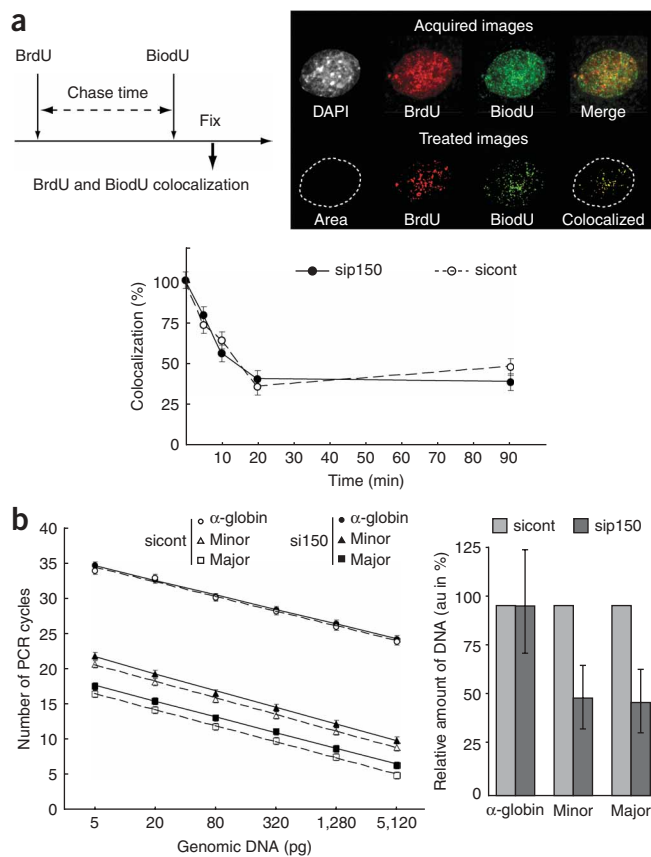 a
BrdU
BiodU
Chase time
Fix
BrdU and BiodU colocalization
Acquired images
DAPI
BrdU
BiodU
Merge
Treated images
Area
BrdU
BiodU
Colocalized
sip150
sicont
Colocalization (%)
100
75
50
25
0
10 20 30 40 50 60 70 80 90
Time (min)
b
sicont
α-globin
Minor
Major
si150
α-globin
Minor
Major
Number of PCR cycles
40
35
30
25
20
15
10
5
0
5 20 80 320 1,280 5,120
Genomic DNA (pg)
sicont
sip150
Relative amount of DNA (au in %)
125
100
75
50
25
0
α-globin Minor Major